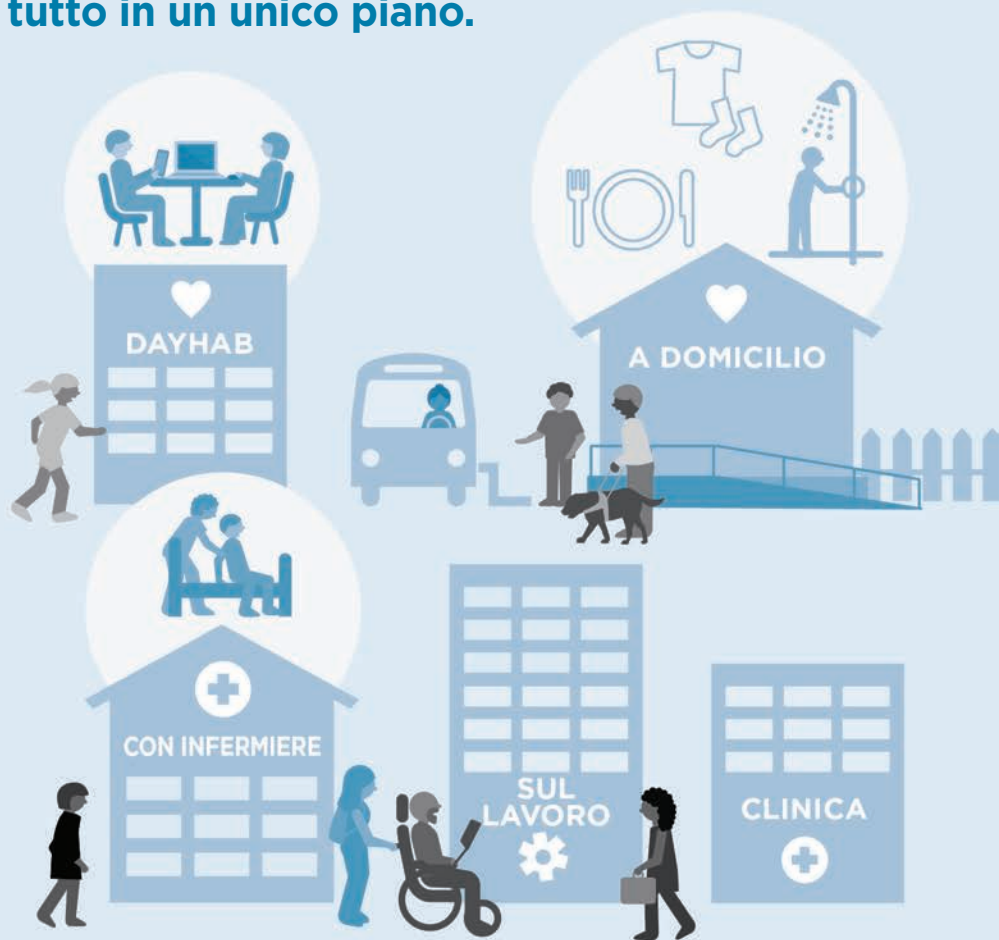 tutto in un unico piano.
DAYHAB
A DOMICILIO
CON INFERMIERE
SUL
LAVORO
CLINICA